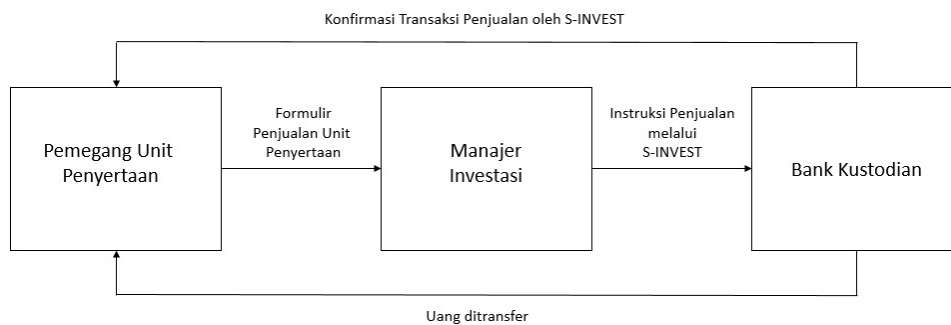 Konfirmasi Transaksi Penjualan oleh S-INVEST
Pemegang Unit
Penyertaan
Formulir
Penjualan Unit
Penyertaan
Manajer
Investasi
Instruksi Penjualan
melalui
S-INVEST
Bank Kustodian
Uang ditransfer